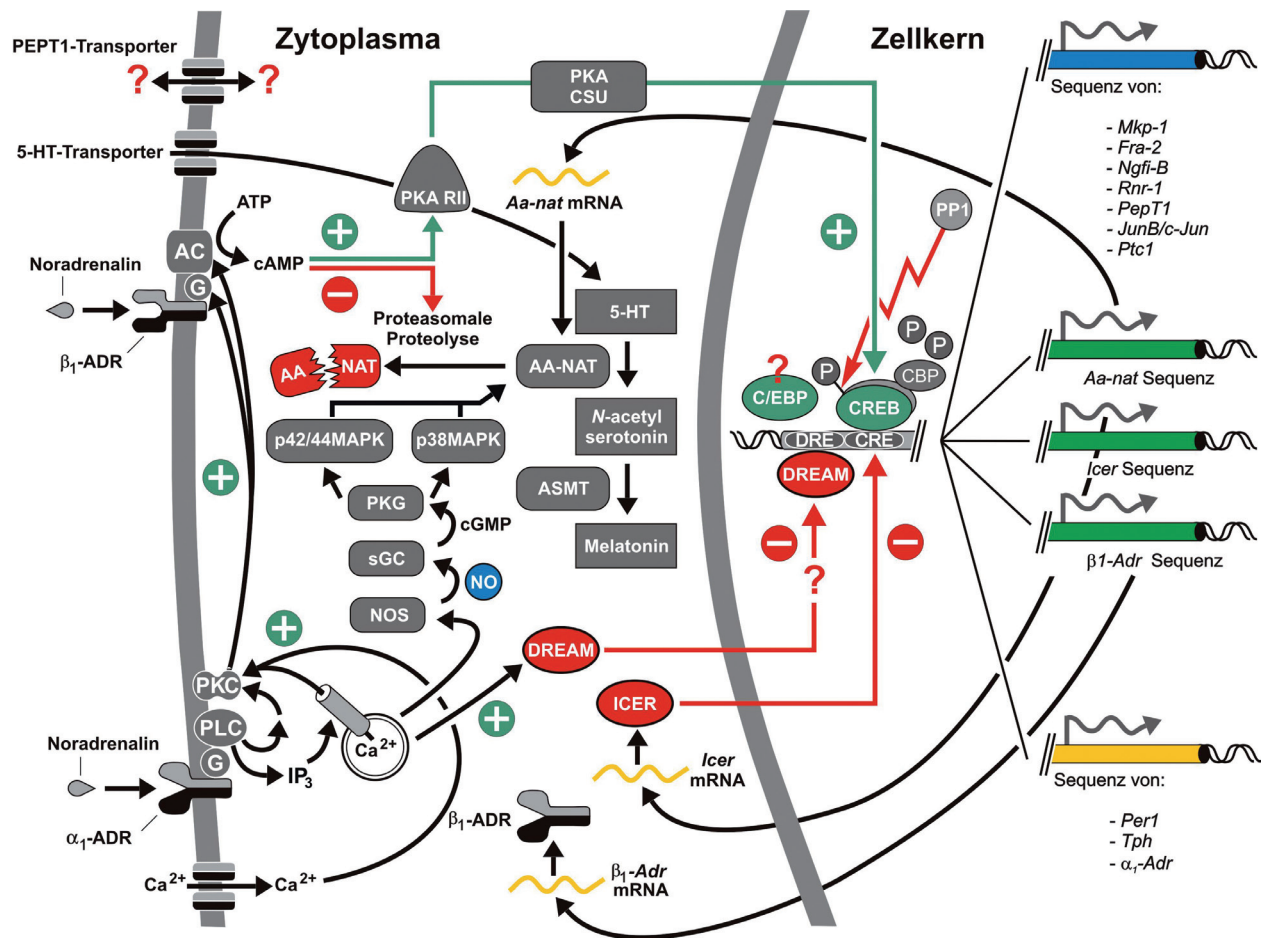 PEPT1-Transporter
Zytoplasma
Zellkern
? ?
PKA
CSU
Sequenz von:
- Mkp-1
- Fra-2
- Ngfi-B
- Rnr-1
- PepT1
- JunB/c-Jun
- Ptc1
5-HT-Transporter
PKA RII
Aa-nat mRNA
PP1
ATP
+
+
AC
cAMP
G
Noradrenalin
−
β1-ADR
Proteasomale
Proteolyse
5-HT
P
P
P
CBP
Aa-nat Sequenz
AA NAT
AA-NAT
?
C/EBP
CREB
N-acetyl
serotonin
p42/44MAPK
p38MAPK
DRE
CRE
DREAM
Icer Sequenz
+
PKG
cGMP
ASMT
sGC
NO
Melatonin
− −
?
β1-Adr Sequenz
NOS
+
DREAM
PKC
+
ICER
PLC
Ca2+
G
IP3
Noradrenalin
α1-ADR
Icer
mRNA
β1-ADR
β1-Adr
mRNA
Ca2+
Ca2+
Sequenz von:
- Per1
- Tph
- α1-Adr